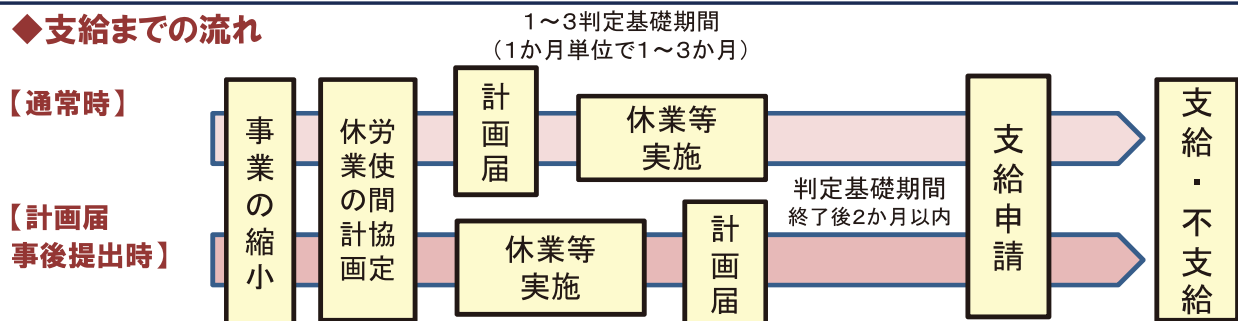 ◆支給までの流れ
1～3判定基礎期間
（1か月単位で1～3か月）
【通常時】
事業の縮小
労使間協定
休業の計画
計画届
休業等
実施
支給申請
支給・不支給
【計画届
事後提出時】
休業等
実施
計画届
判定基礎期間
終了後2か月以内